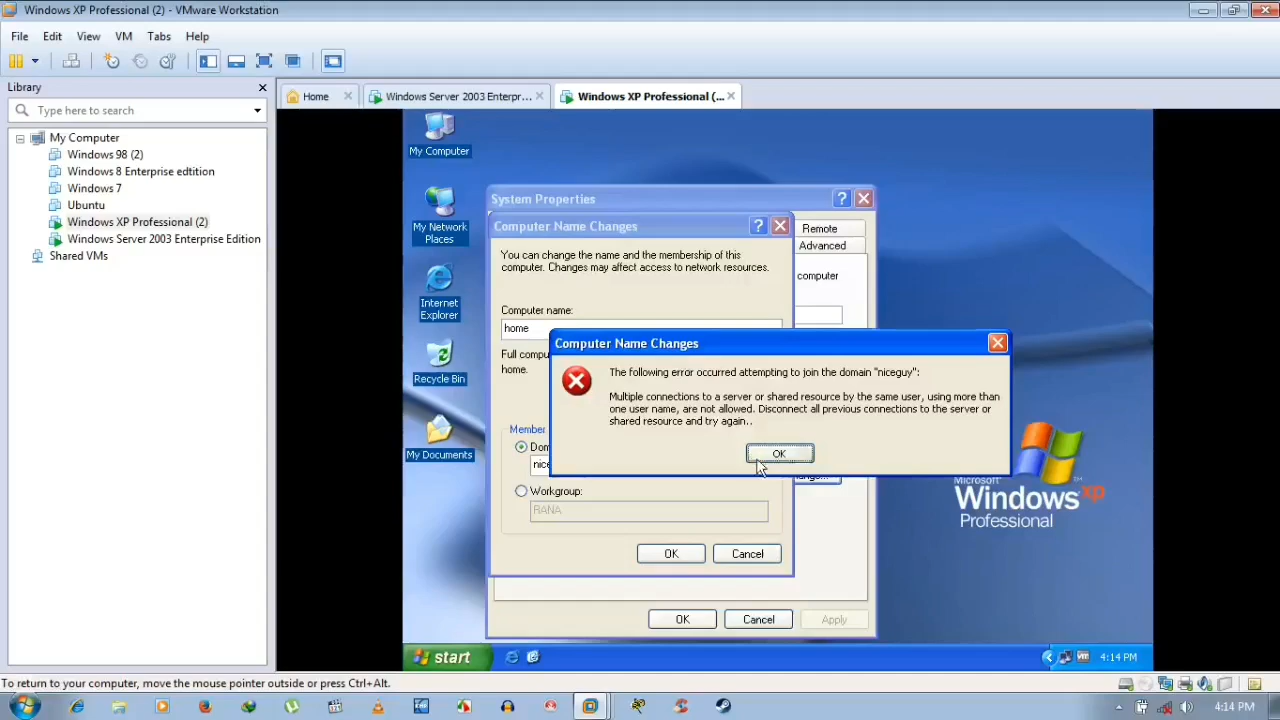 Windows XP Professional (2) - VMware Workstation
File Edit View VM Tabs Help
Library
Type here to search
My Computer
Windows 98 (2)
Windows 8 Enterprise edtition
Windows 7
Ubuntu
Windows XP Professional (2)
Windows Server 2003 Enterprise Edition
Shared VMs
Home
Windows Server 2003 Enterpr...
Windows XP Professional (...
My Computer
My Network
Places
Internet
Explorer
Recycle Bin
My Documents
System Properties
Remote
Advanced
computer
Computer Name Changes
You can change the name and the membership of this
computer. Changes may affect access to network resources.
Computer name:
home
Full compu
home.
Member
Dom
nice
Workgroup:
RANA
OK Cancel
OK Cancel Apply
Computer Name Changes
The following error occurred attempting to join the domain "niceguy":
Multiple connections to a server or shared resource by the same user, using more than
one user name, are not allowed. Disconnect all previous connections to the server or
shared resource and try again..
OK
Microsoft
Windows xp
Professional
start
4:14 PM
To return to your computer, move the mouse pointer outside or press Ctrl+Alt.
4:14 PM